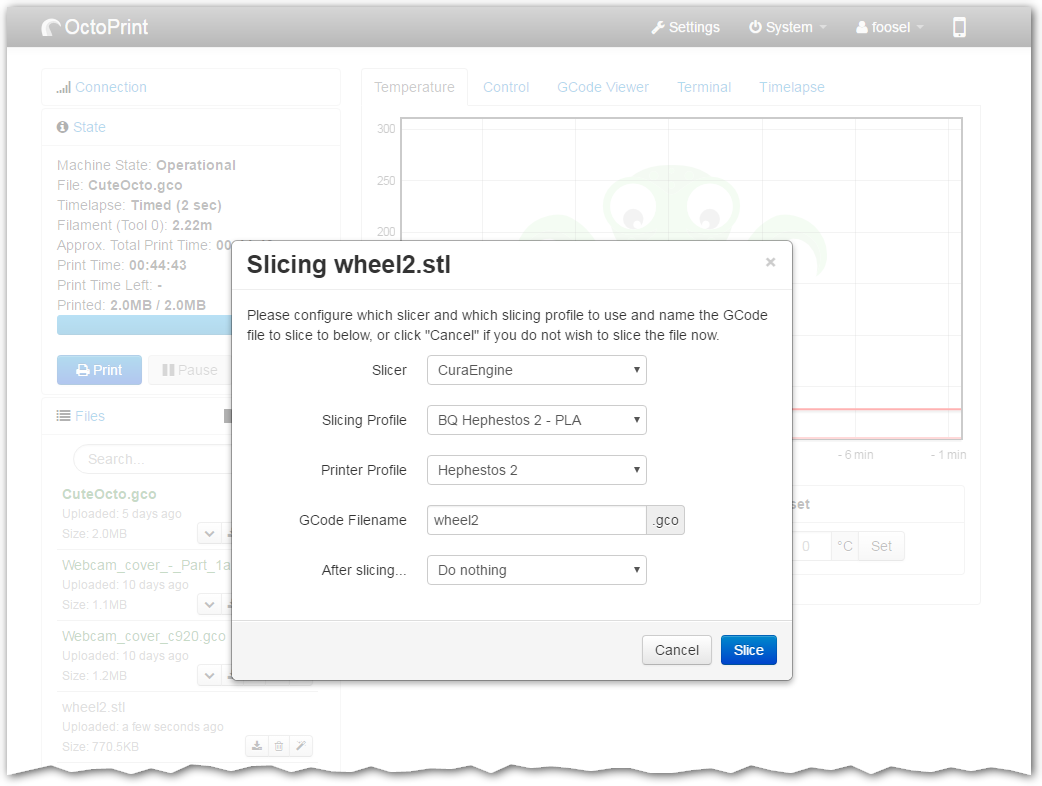 OctoPrint
Settings
System
foosel
Connection
State
Machine State: Operational
File: CuteOcto.gco
Timelapse: Timed (2 sec)
Filament (Tool 0): 2.22m
Approx. Total Print Time:
Print Time: 00:44:43
Print Time Left: -
Printed: 2.0MB / 2.0MB
Print
Pause
Files
Search...
CuteOcto.gco
Uploaded: 5 days ago
Size: 2.0MB
Webcam_cover_-_Part_1a
Uploaded: 10 days ago
Size: 1.1MB
Webcam_cover_c920.gco
Uploaded: 10 days ago
Size: 1.2MB
wheel2.stl
Uploaded: a few seconds ago
Size: 770.5KB
Temperature
Control
GCode Viewer
Terminal
Timelapse
300
250
200
- 6 min
- 1 min
0
°C
Set
Slicing wheel2.stl
×
Please configure which slicer and which slicing profile to use and name the GCode
file to slice to below, or click "Cancel" if you do not wish to slice the file now.
Slicer
CuraEngine
Slicing Profile
BQ Hephestos 2 - PLA
Printer Profile
Hephestos 2
GCode Filename
wheel2
.gco
After slicing...
Do nothing
Cancel
Slice